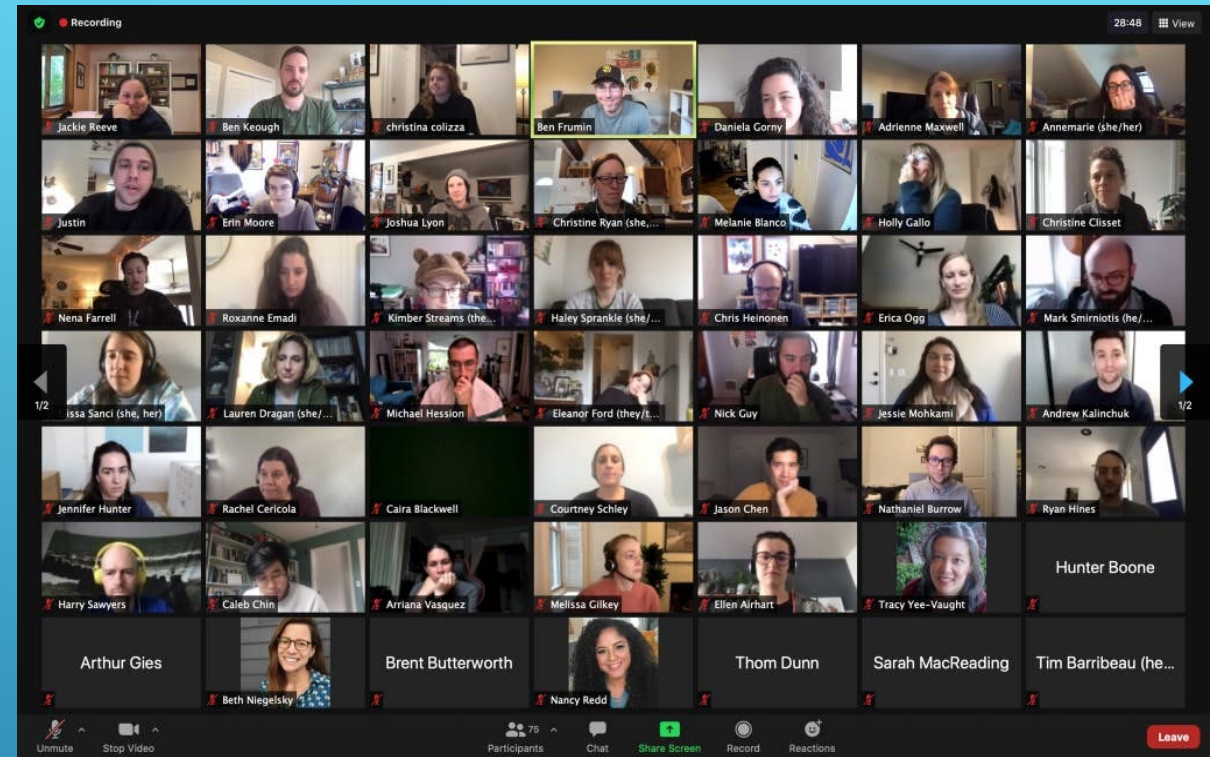 Recording
28:48
View
Jackie Reeve
Ben Keough
christina colizza
Ben Frumin
Daniela Gorny
Adrienne Maxwell
Annemarie (she/her)
Justin
Erin Moore
Joshua Lyon
Christine Ryan (she,...
Melanie Blanco
Holly Gallo
Christine Clisset
Nena Farrell
Roxanne Emadi
Kimber Streams (the...
Haley Sprankle (she/...
Chris Heinonen
Erica Ogg
Mark Smirniotis (he/...
1/2
issa Sanci (she, her)
Lauren Dragan (she/...
Michael Hession
Eleanor Ford (they/t...
Nick Guy
Jessie Mohkami
Andrew Kalinchuk
1/2
Jennifer Hunter
Rachel Cericola
Caira Blackwell
Courtney Schley
Jason Chen
Nathaniel Burrow
Ryan Hines
Harry Sawyers
Caleb Chin
Arriana Vasquez
Melissa Gilkey
Ellen Airhart
Tracy Yee-Vaught
Hunter Boone
Arthur Gies
Beth Niegelsky
Brent Butterworth
Nancy Redd
Thom Dunn
Sarah MacReading
Tim Barribeau (he...
Unmute
Stop Video
75
Participants
Chat
Share Screen
Record
Reactions
Leave